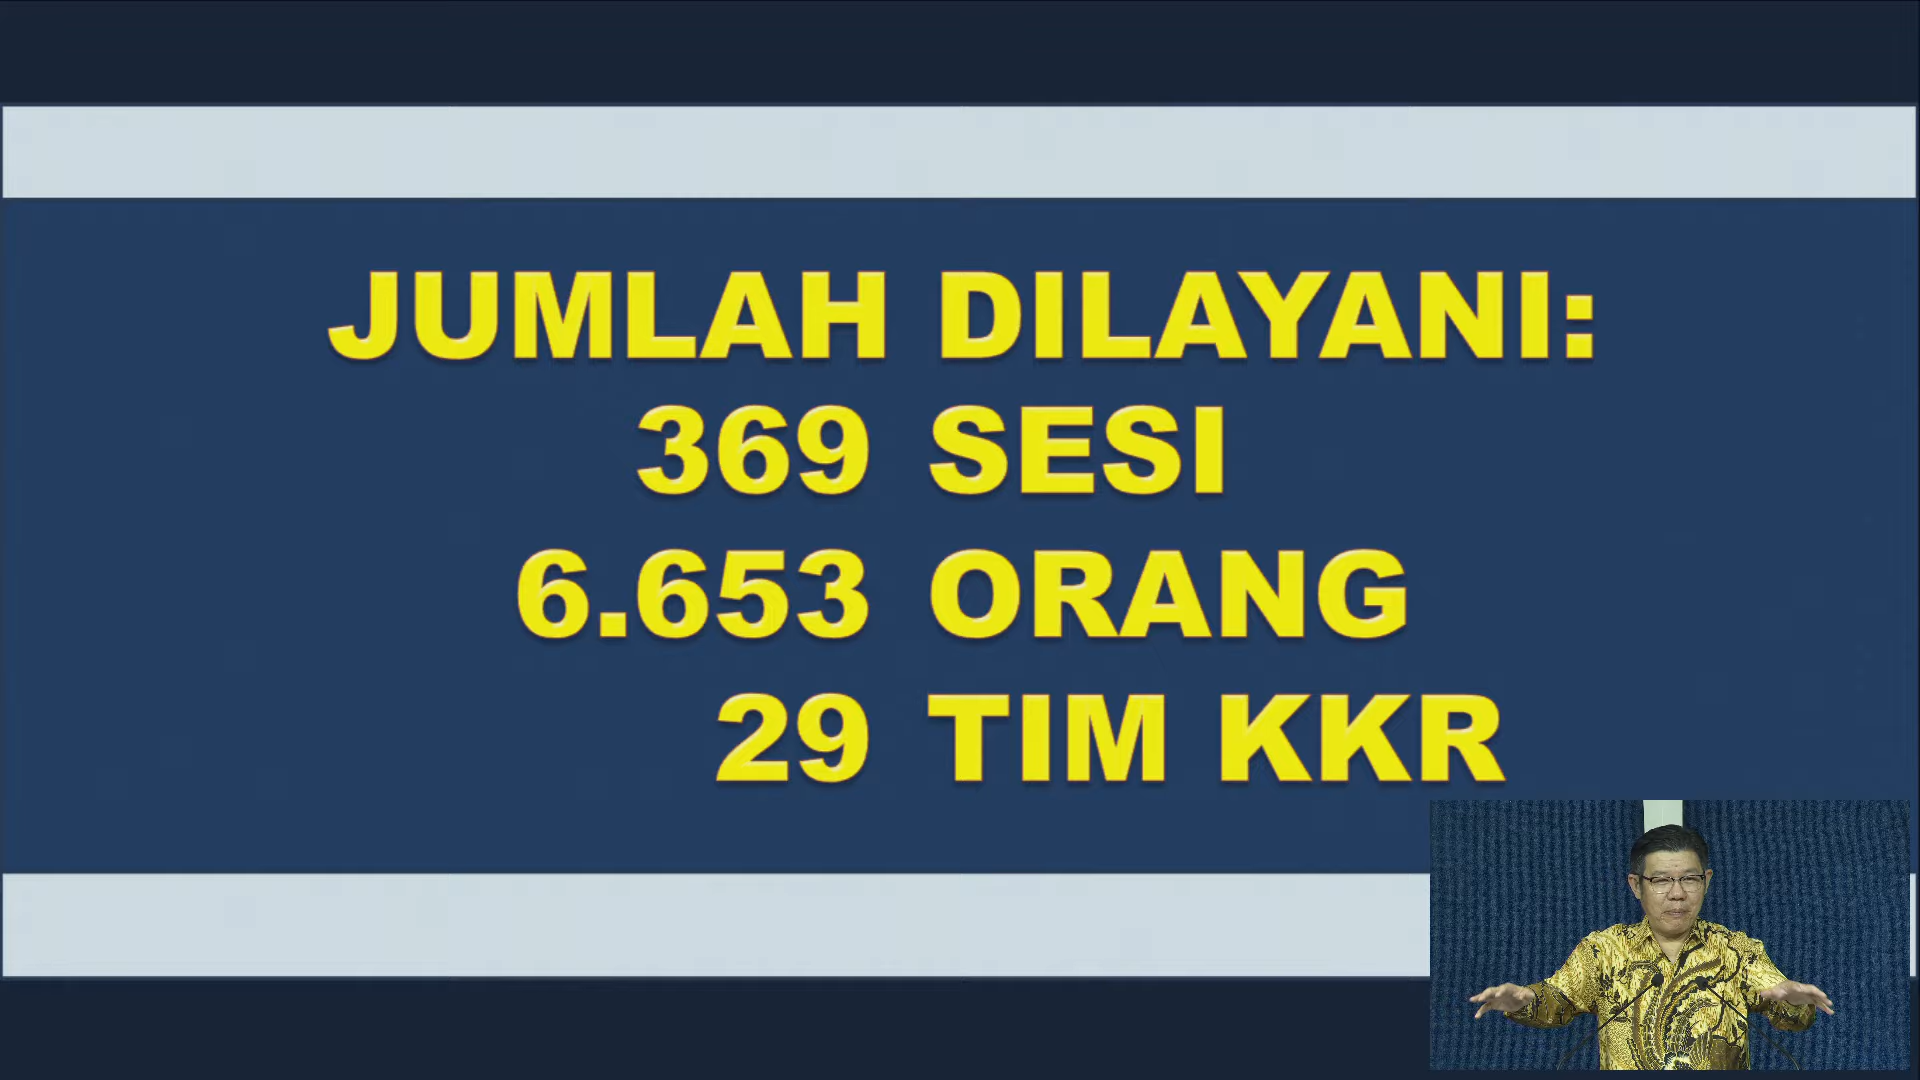 JUMLAH DILAYANI:
369 SESI
6.653 ORANG
29 TIM KKR